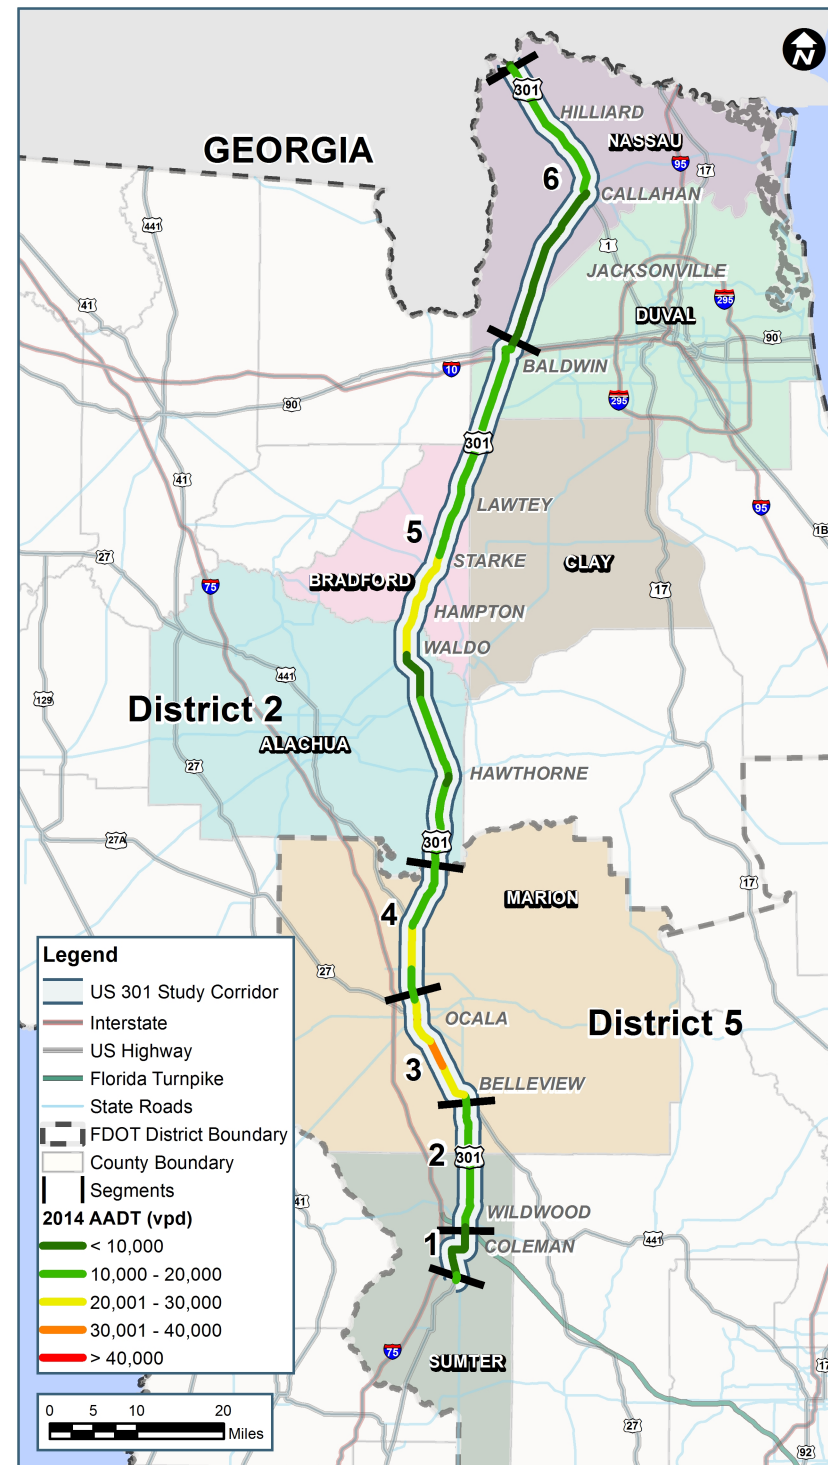 N
301
HILLIARD
NASSAU
GEORGIA
95
17
6
CALLAHAN
441
1
JACKSONVILLE
295
41
DUVAL
90
BALDWIN
10
295
90
301
41
LAWTEY
95
1B
5
STARKE
27
CLAY
BRADFORD
75
17
HAMPTON
WALDO
441
129
District 2
ALACHUA
27
HAWTHORNE
27A
301
17
MARION
4
27
OCALA
District 5
3
BELLEVIEW
2
301
41
WILDWOOD
441
1
COLEMAN
75
SUMTER
17
27
92
Legend
US 301 Study Corridor
Interstate
US Highway
Florida Turnpike
State Roads
FDOT District Boundary
County Boundary
Segments
2014 AADT (vpd)
< 10,000
10,000 - 20,000
20,001 - 30,000
30,001 - 40,000
> 40,000
0 5 10 20
Miles